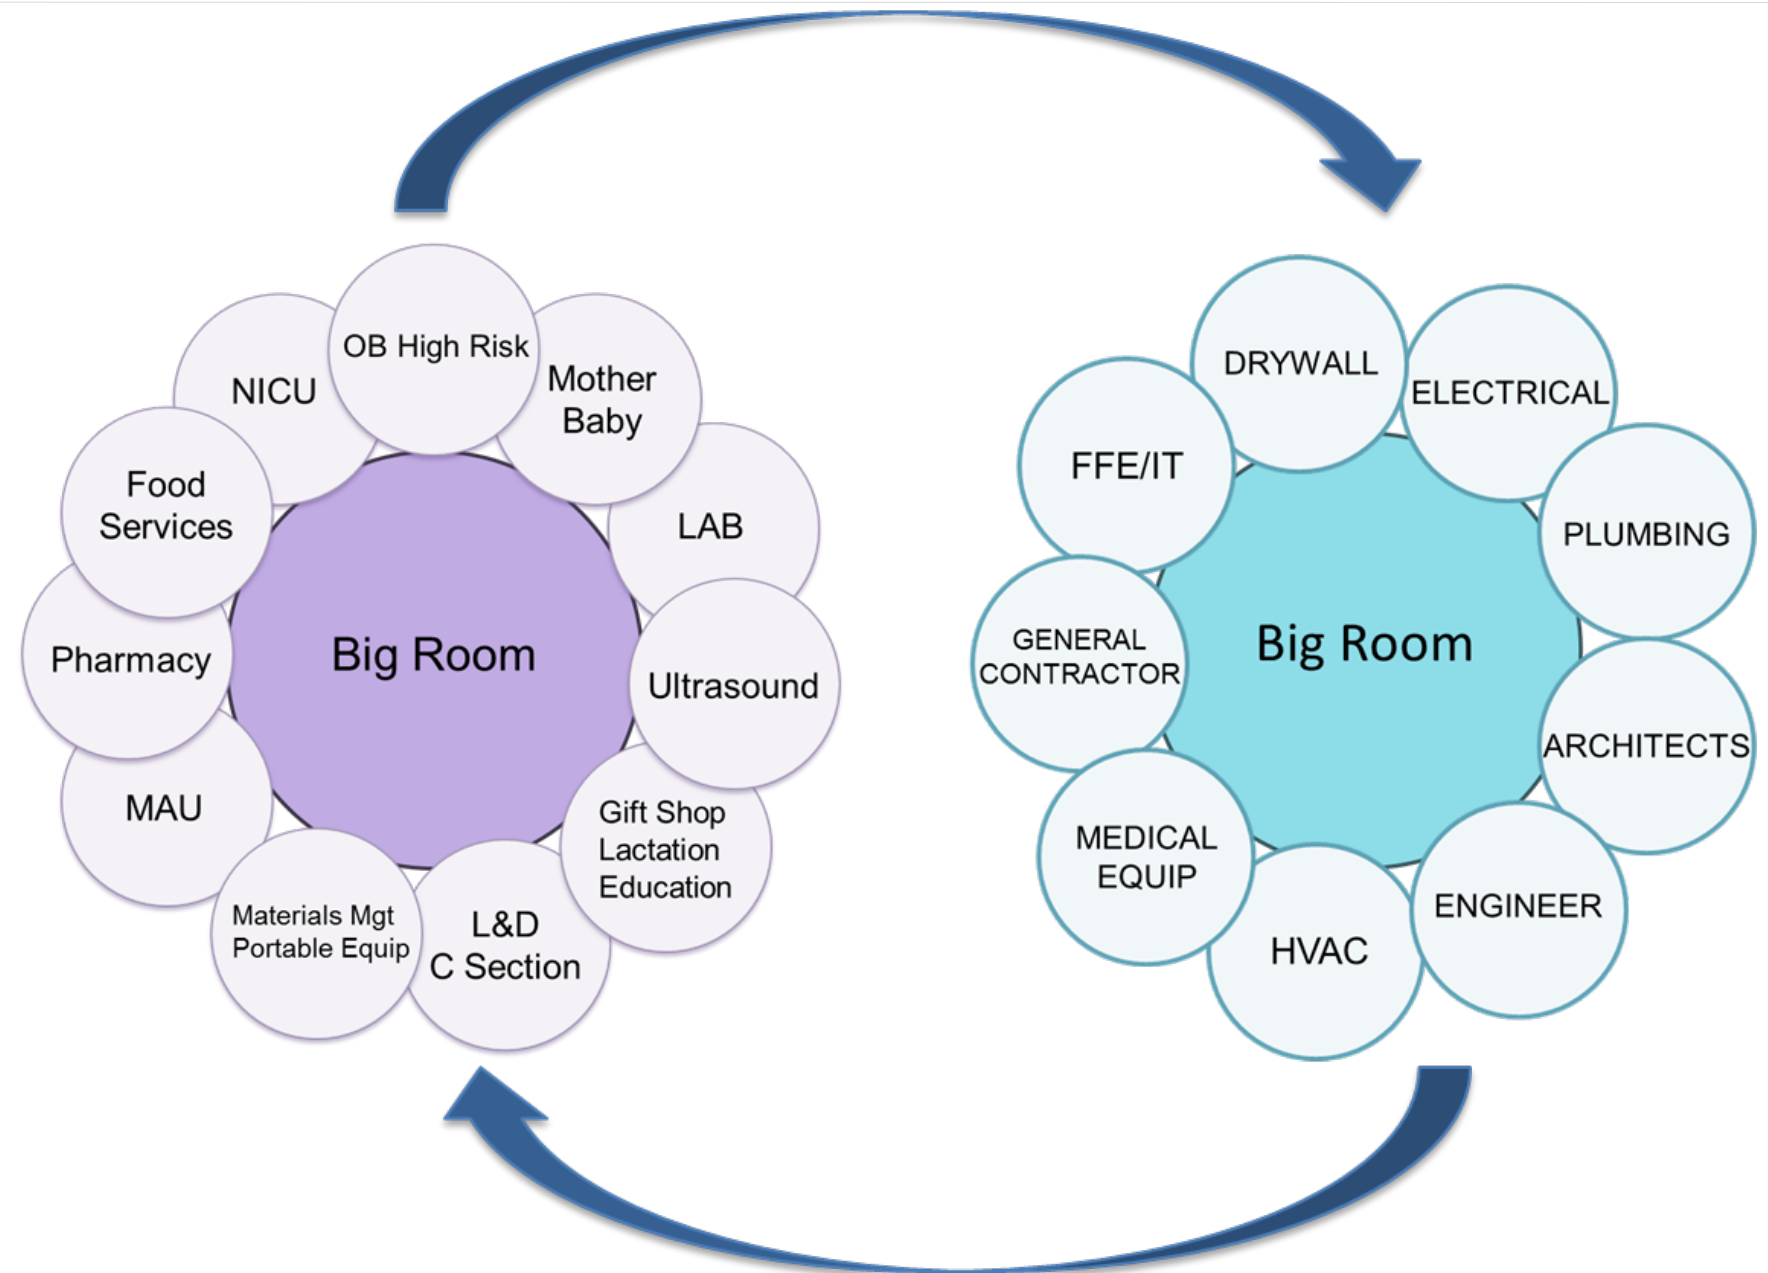 OB High Risk
Mother
Baby
NICU
LAB
Food
Services
Big Room
Ultrasound
Pharmacy
MAU
Gift Shop
Lactation
Education
Materials Mgt
Portable Equip
L&D
C Section
DRYWALL
ELECTRICAL
FFE/IT
PLUMBING
Big Room
GENERAL
CONTRACTOR
ARCHITECTS
MEDICAL
EQUIP
ENGINEER
HVAC